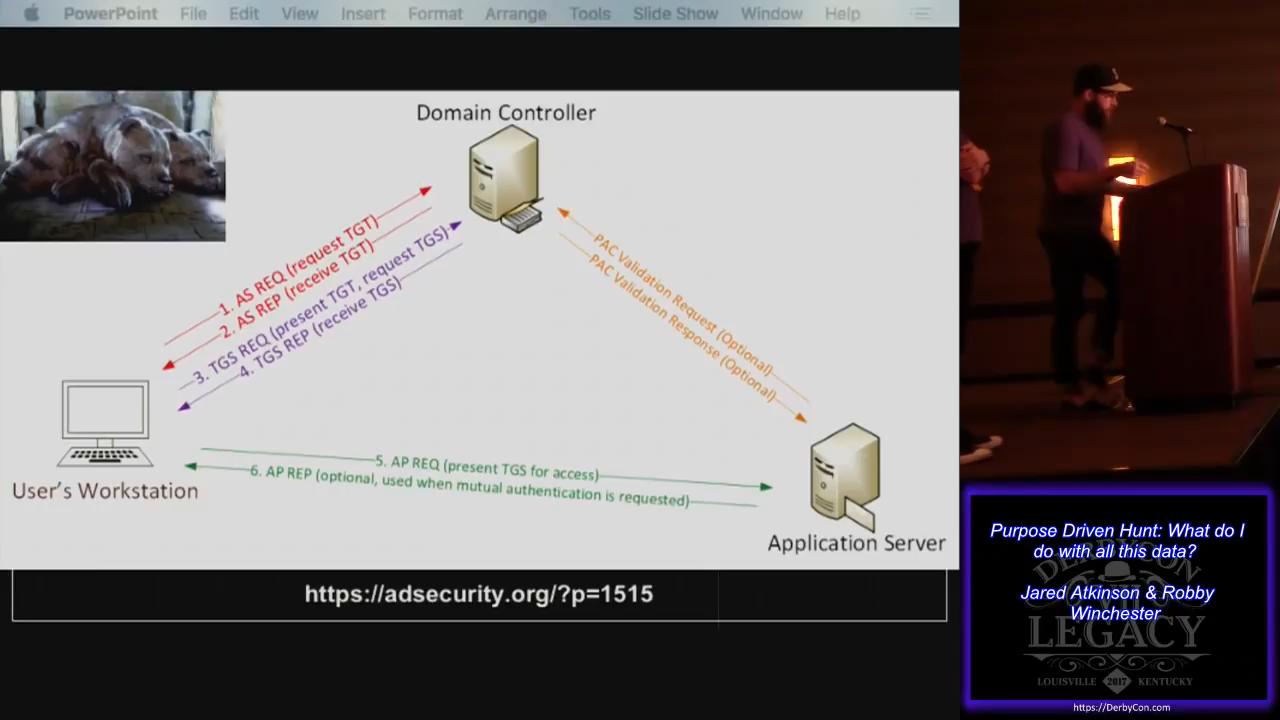 PowerPoint File Edit View Insert Format Arrange Tools Slide Show Window Help
Domain Controller
1. AS REQ (request TGT)
2. AS REP (receive TGT)
3. TGS REQ (present TGT, request TGS)
4. TGS REP (receive TGS)
PAC Validation Request (Optional)
PAC Validation Response (Optional)
5. AP REQ (present TGS for access)
6. AP REP (optional, used when mutual authentication is requested)
User's Workstation
Application Server
https://adsecurity.org/?p=1515
Purpose Driven Hunt: What do I
do with all this data?
Jared Atkinson & Robby
Winchester
DERBYCON
VII
LEGACY
LOUISVILLE 2017 KENTUCKY
https://DerbyCon.com